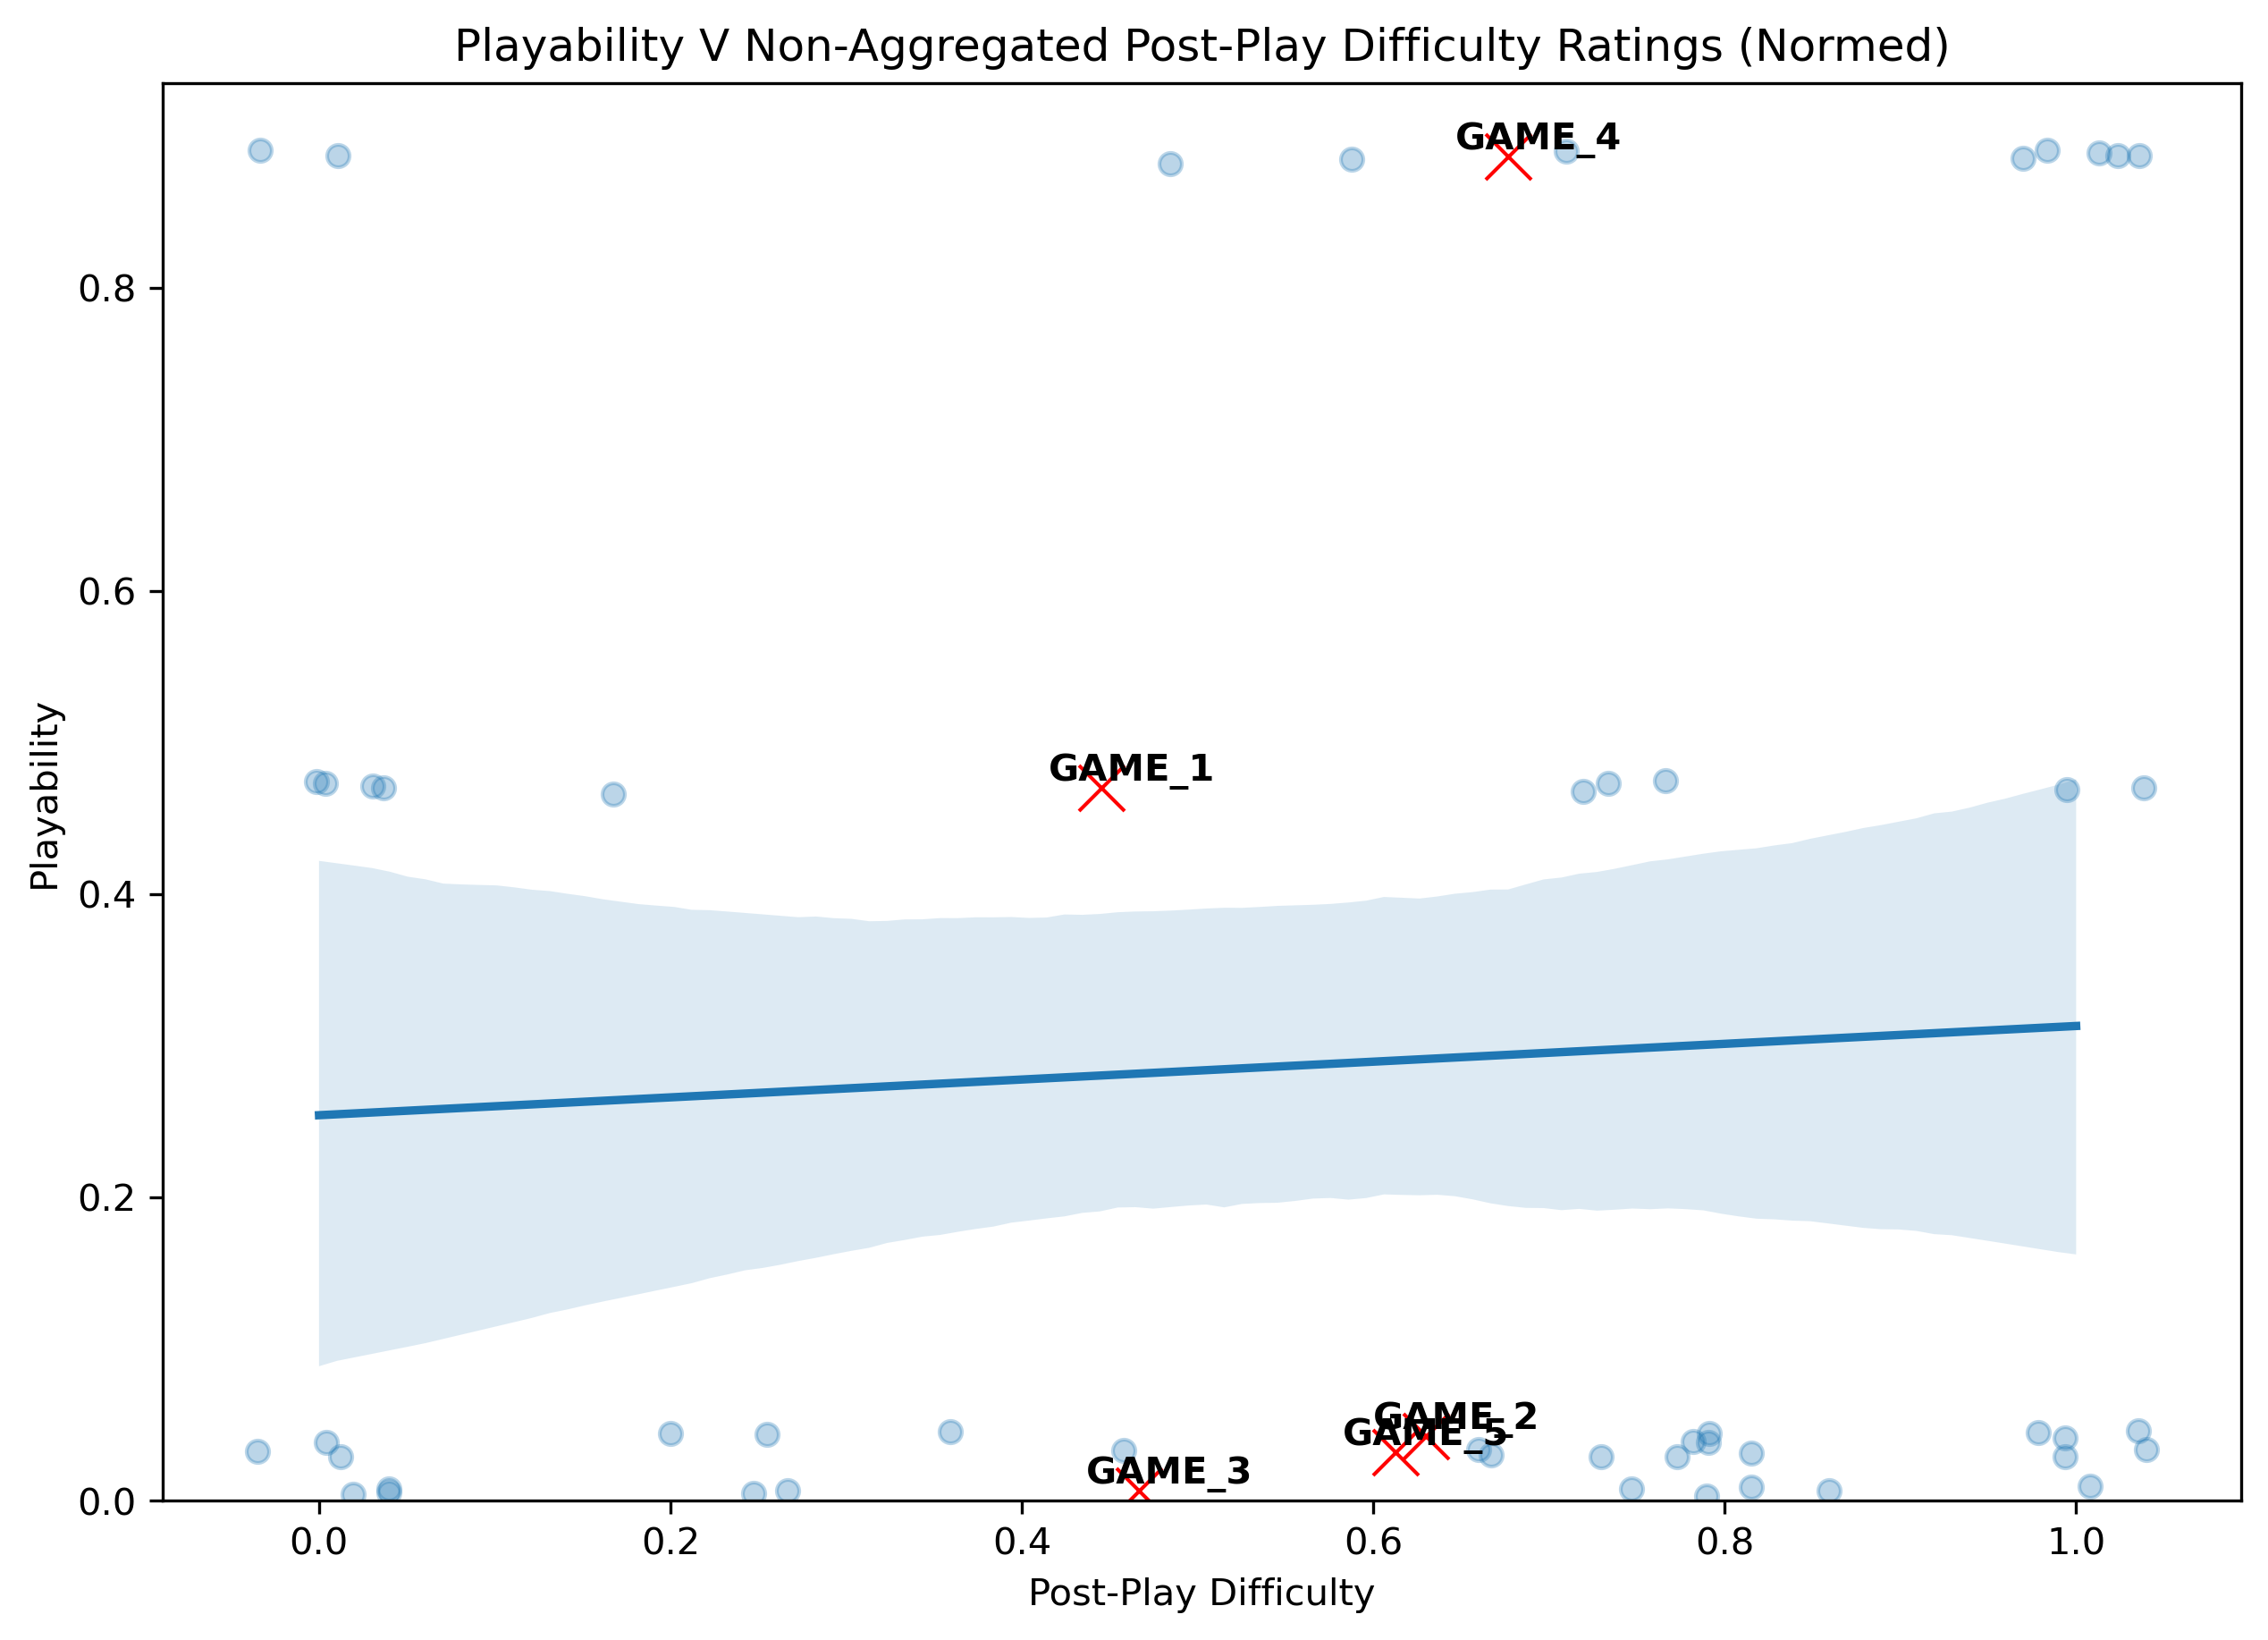 Playability V Non-Aggregated Post-Play Difficulty Ratings (Normed)
GAME_4
0.8
0.6
Playability
GAME_1
0.4
0.2
GAME_2
GAME_5
GAME_3
0.0
0.0 0.2 0.4 0.6 0.8 1.0
Post-Play Difficulty